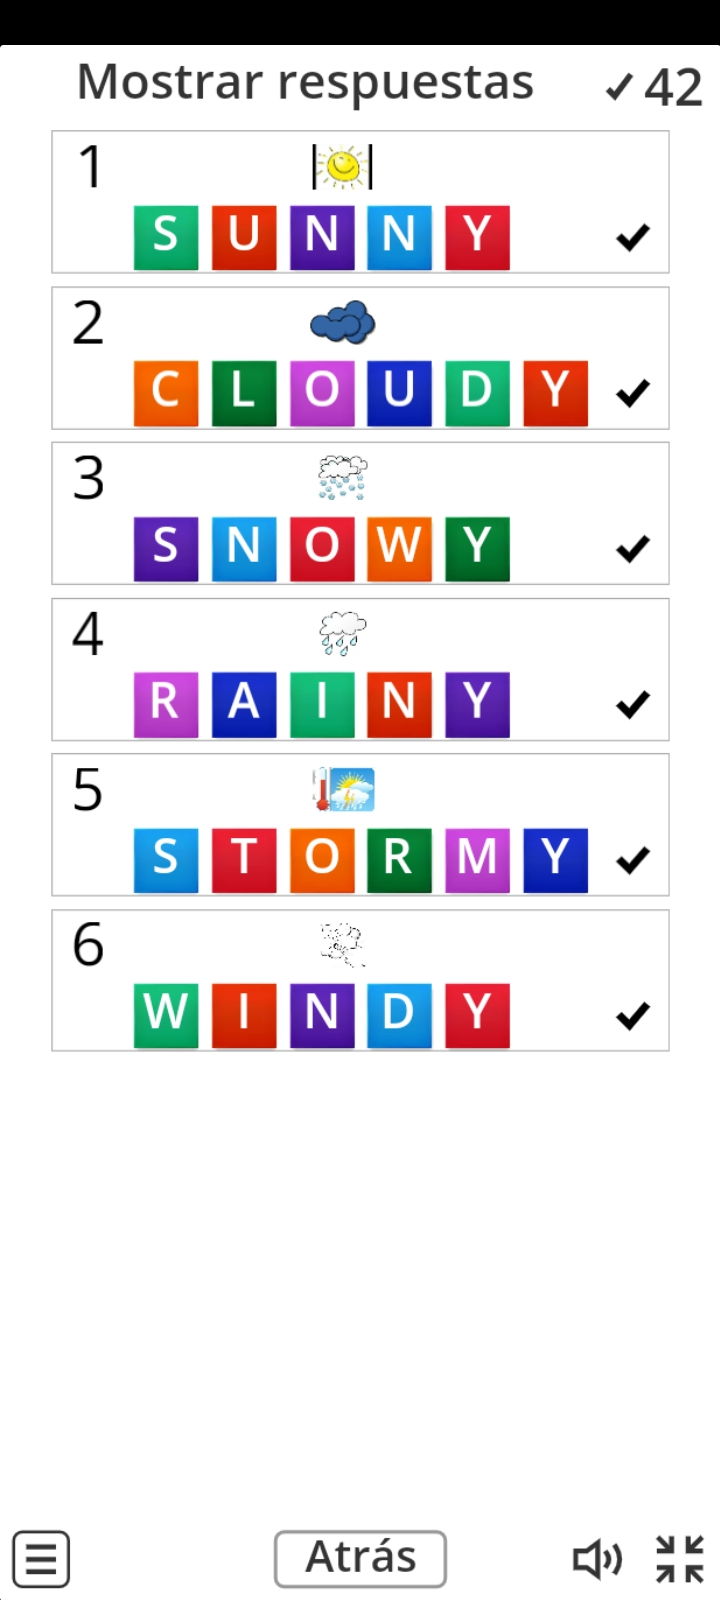 Mostrar respuestas ✓ 42
1
SUNNY
2
CLOUDY
3
SNOWY
4
RAINY
5
STORMY
6
WINDY
Atrás